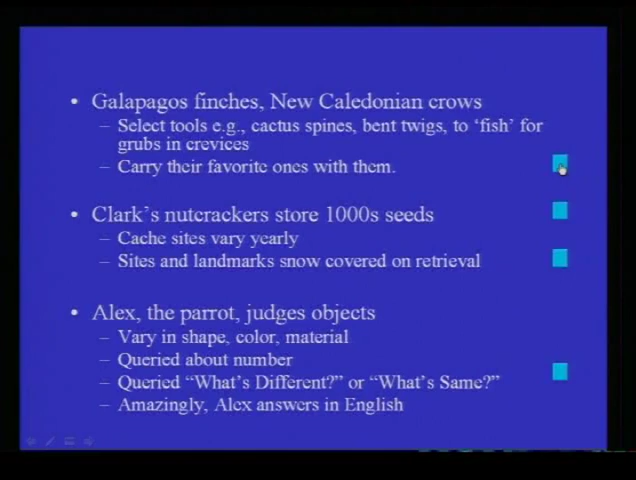 • Galapagos finches, New Caledonian crows
– Select tools e.g., cactus spines, bent twigs, to ‘fish’ for
grubs in crevices
– Carry their favorite ones with them.
• Clark’s nutcrackers store 1000s seeds
– Cache sites vary yearly
– Sites and landmarks snow covered on retrieval
• Alex, the parrot, judges objects
– Vary in shape, color, material
– Queried about number
– Queried “What’s Different?” or “What’s Same?”
– Amazingly, Alex answers in English